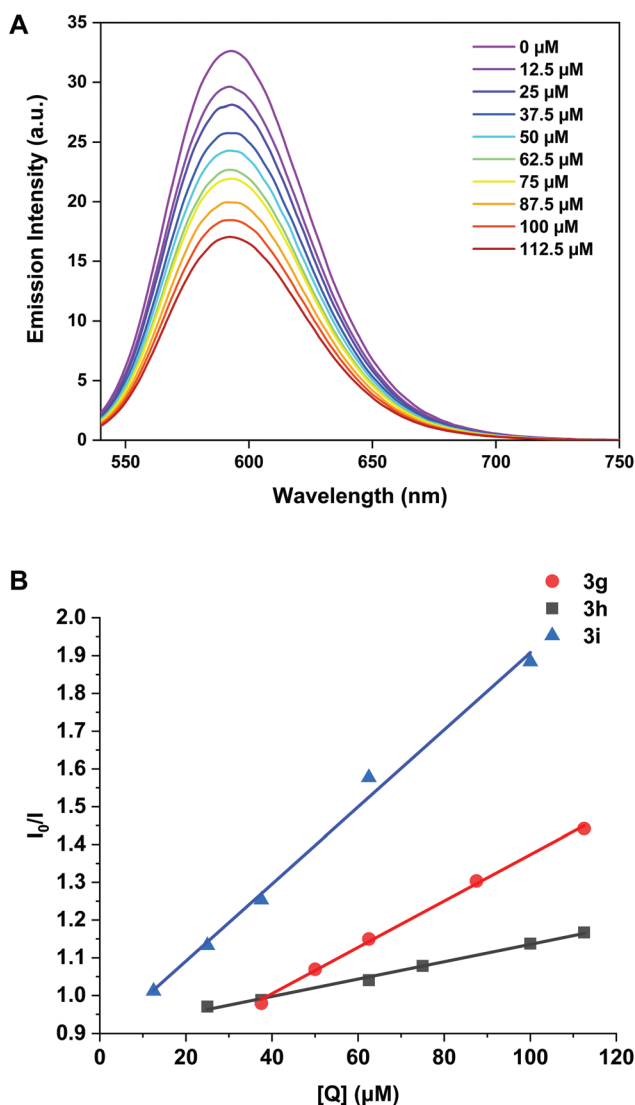 A
35
30
25
20
15
10
5
0
Emission Intensity (a.u.)
0 µM
12.5 µM
25 µM
37.5 µM
50 µM
62.5 µM
75 µM
87.5 µM
100 µM
112.5 µM
550 600 650 700 750
Wavelength (nm)
B
3g
3h
3i
2.0
1.9
1.8
1.7
1.6
1.5
1.4
1.3
1.2
1.1
1.0
0.9
I₀/I
0 20 40 60 80 100 120
[Q] (µM)